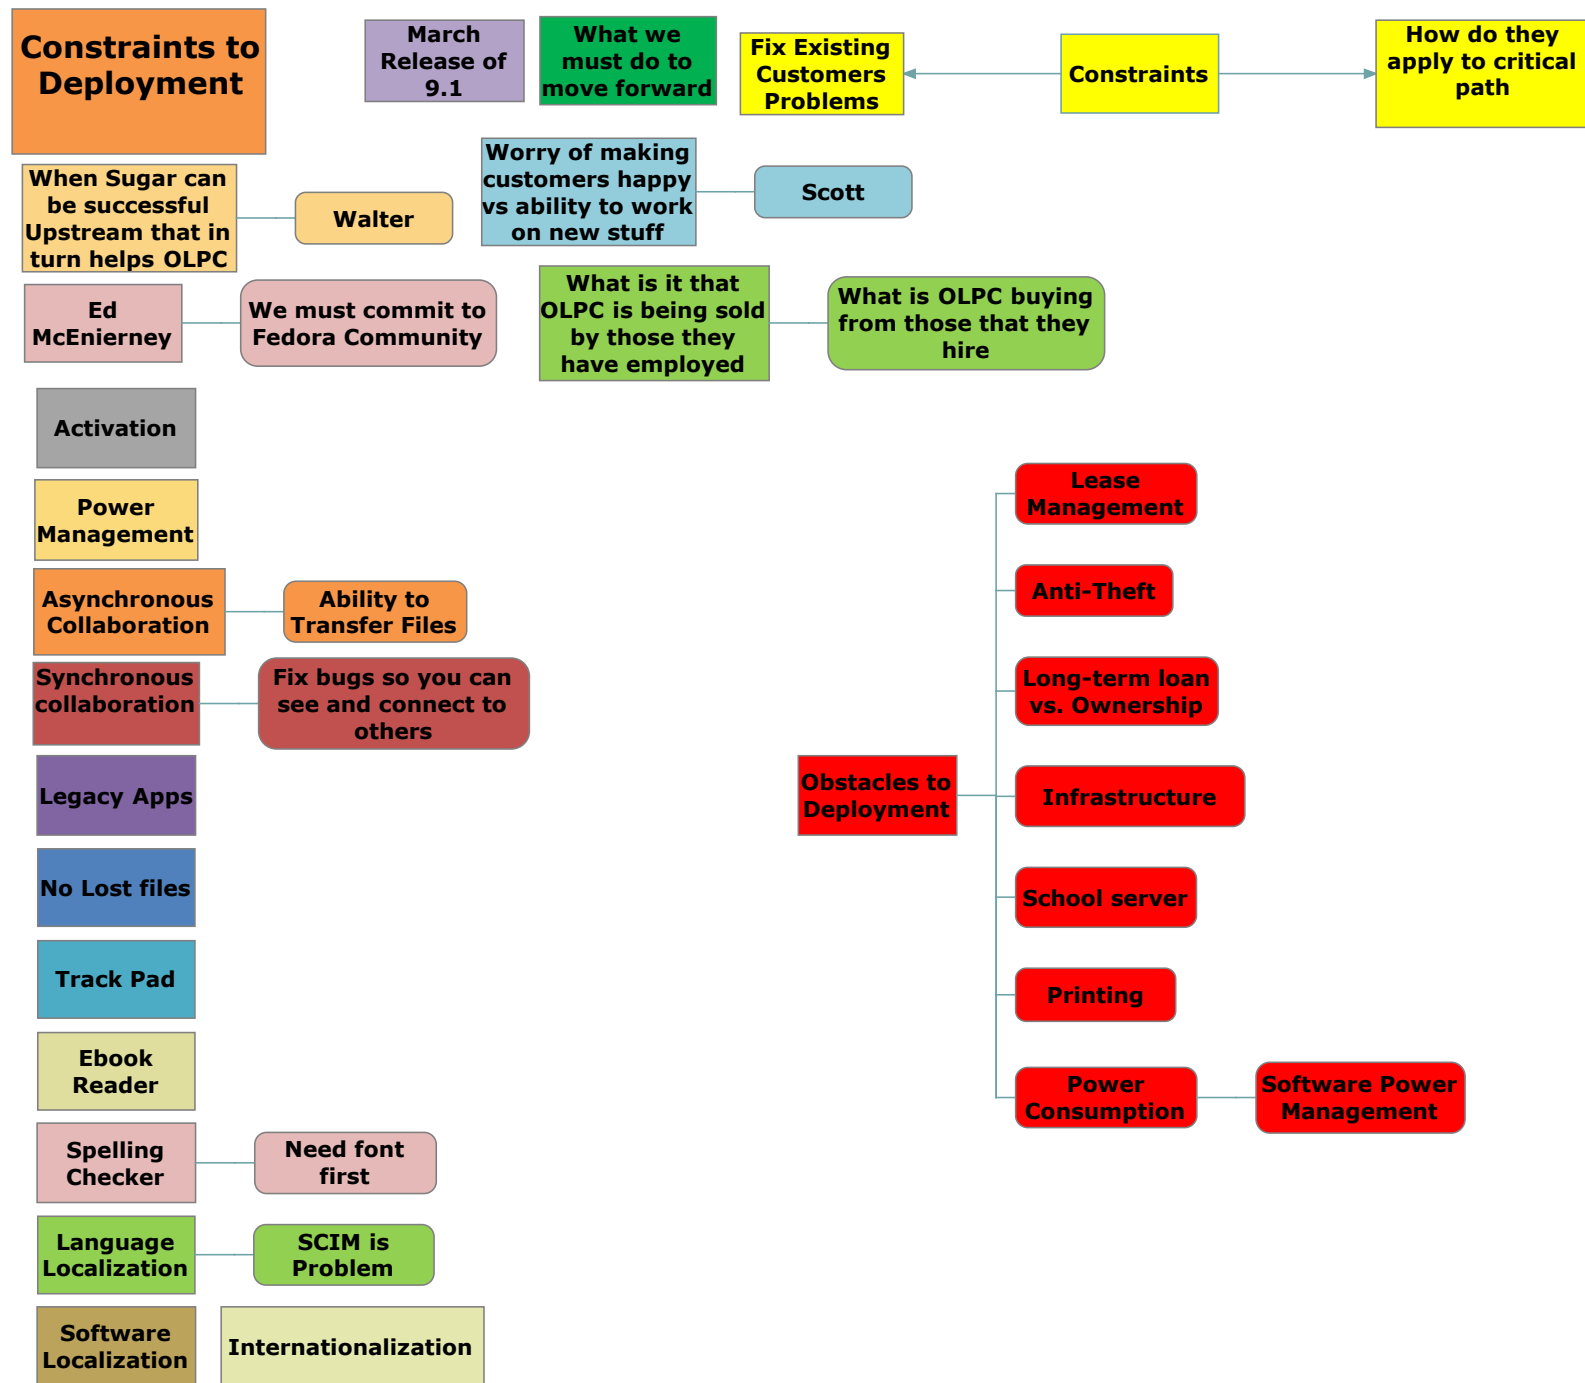 Constraints to
Deployment
March
Release of
9.1
What we
must do to
move forward
Fix Existing
Customers
Problems
Constraints
How do they
apply to critical
path
When Sugar can
be successful
Upstream that in
turn helps OLPC
Walter
Worry of making
customers happy
vs ability to work
on new stuff
Scott
Ed
McEnierney
We must commit to
Fedora Community
What is it that
OLPC is being sold
by those they
have employed
What is OLPC buying
from those that they
hire
Activation
Power
Management
Asynchronous
Collaboration
Ability to
Transfer Files
Synchronous
collaboration
Fix bugs so you can
see and connect to
others
Legacy Apps
No Lost files
Track Pad
Ebook
Reader
Spelling
Checker
Need font
first
Language
Localization
SCIM is
Problem
Software
Localization
Internationalization
Obstacles to
Deployment
Lease
Management
Anti-Theft
Long-term loan
vs. Ownership
Infrastructure
School server
Printing
Power
Consumption
Software Power
Management